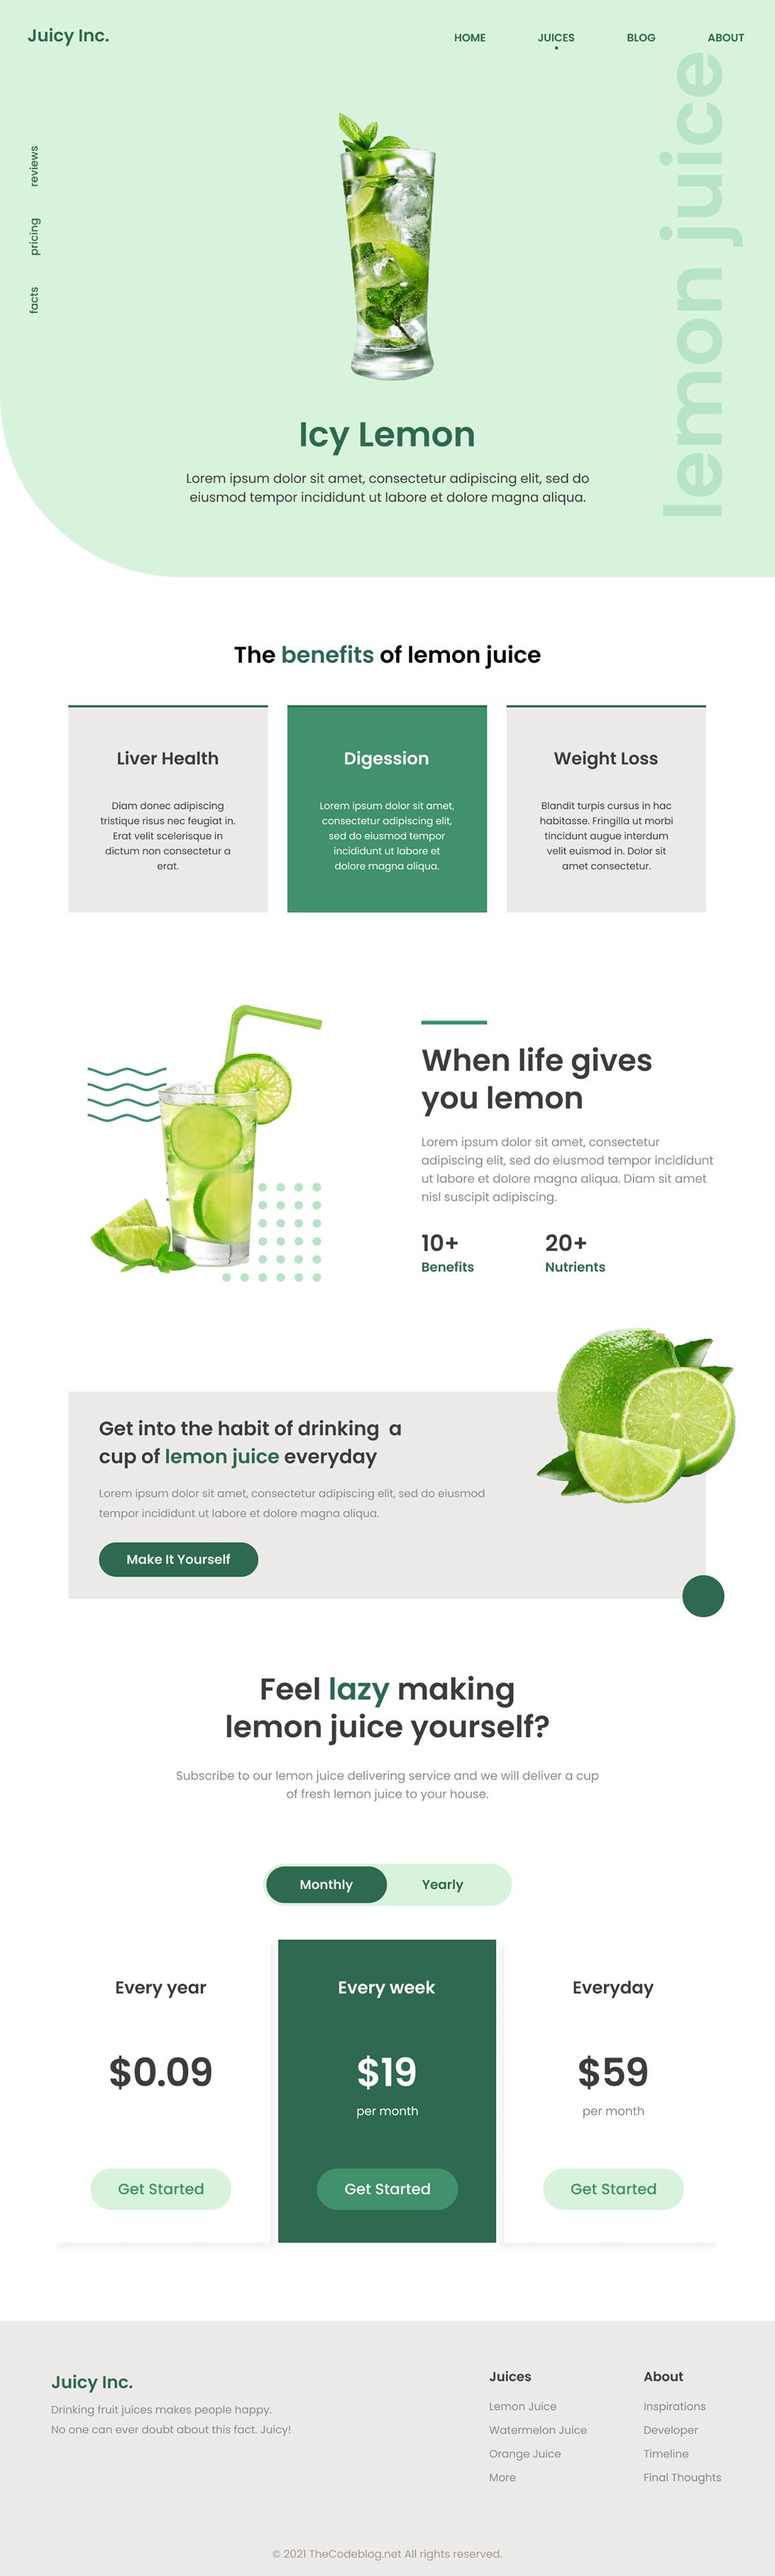 Juicy Inc.
HOME
JUICES
BLOG
ABOUT
reviews
pricing
facts
lemon juice
Icy Lemon
Lorem ipsum dolor sit amet, consectetur adipiscing elit, sed do
eiusmod tempor incididunt ut labore et dolore magna aliqua.
The benefits of lemon juice
Liver Health
Diam donec adipiscing
tristique risus nec feugiat in.
Erat velit scelerisque in
dictum non consectetur a
erat.
Digession
Lorem ipsum dolor sit amet,
consectetur adipiscing elit,
sed do eiusmod tempor
incididunt ut labore et
dolore magna aliqua.
Weight Loss
Blandit turpis cursus in hac
habitasse. Fringilla ut morbi
tincidunt augue interdum
velit euismod in. Dolor sit
amet consectetur.
When life gives
you lemon
Lorem ipsum dolor sit amet, consectetur
adipiscing elit, sed do eiusmod tempor incididunt
ut labore et dolore magna aliqua. Diam sit amet
nisl suscipit adipiscing.
10+
Benefits
20+
Nutrients
Get into the habit of drinking a
cup of lemon juice everyday
Lorem ipsum dolor sit amet, consectetur adipiscing elit, sed do eiusmod
tempor incididunt ut labore et dolore magna aliqua.
Make It Yourself
Feel lazy making
lemon juice yourself?
Subscribe to our lemon juice delivering service and we will deliver a cup
of fresh lemon juice to your house.
Monthly
Yearly
Every year
$0.09
Get Started
Every week
$19
per month
Get Started
Everyday
$59
per month
Get Started
Juicy Inc.
Drinking fruit juices makes people happy.
No one can ever doubt about this fact. Juicy!
Juices
Lemon Juice
Watermelon Juice
Orange Juice
More
About
Inspirations
Developer
Timeline
Final Thoughts
© 2021 TheCodeblog.net All rights reserved.